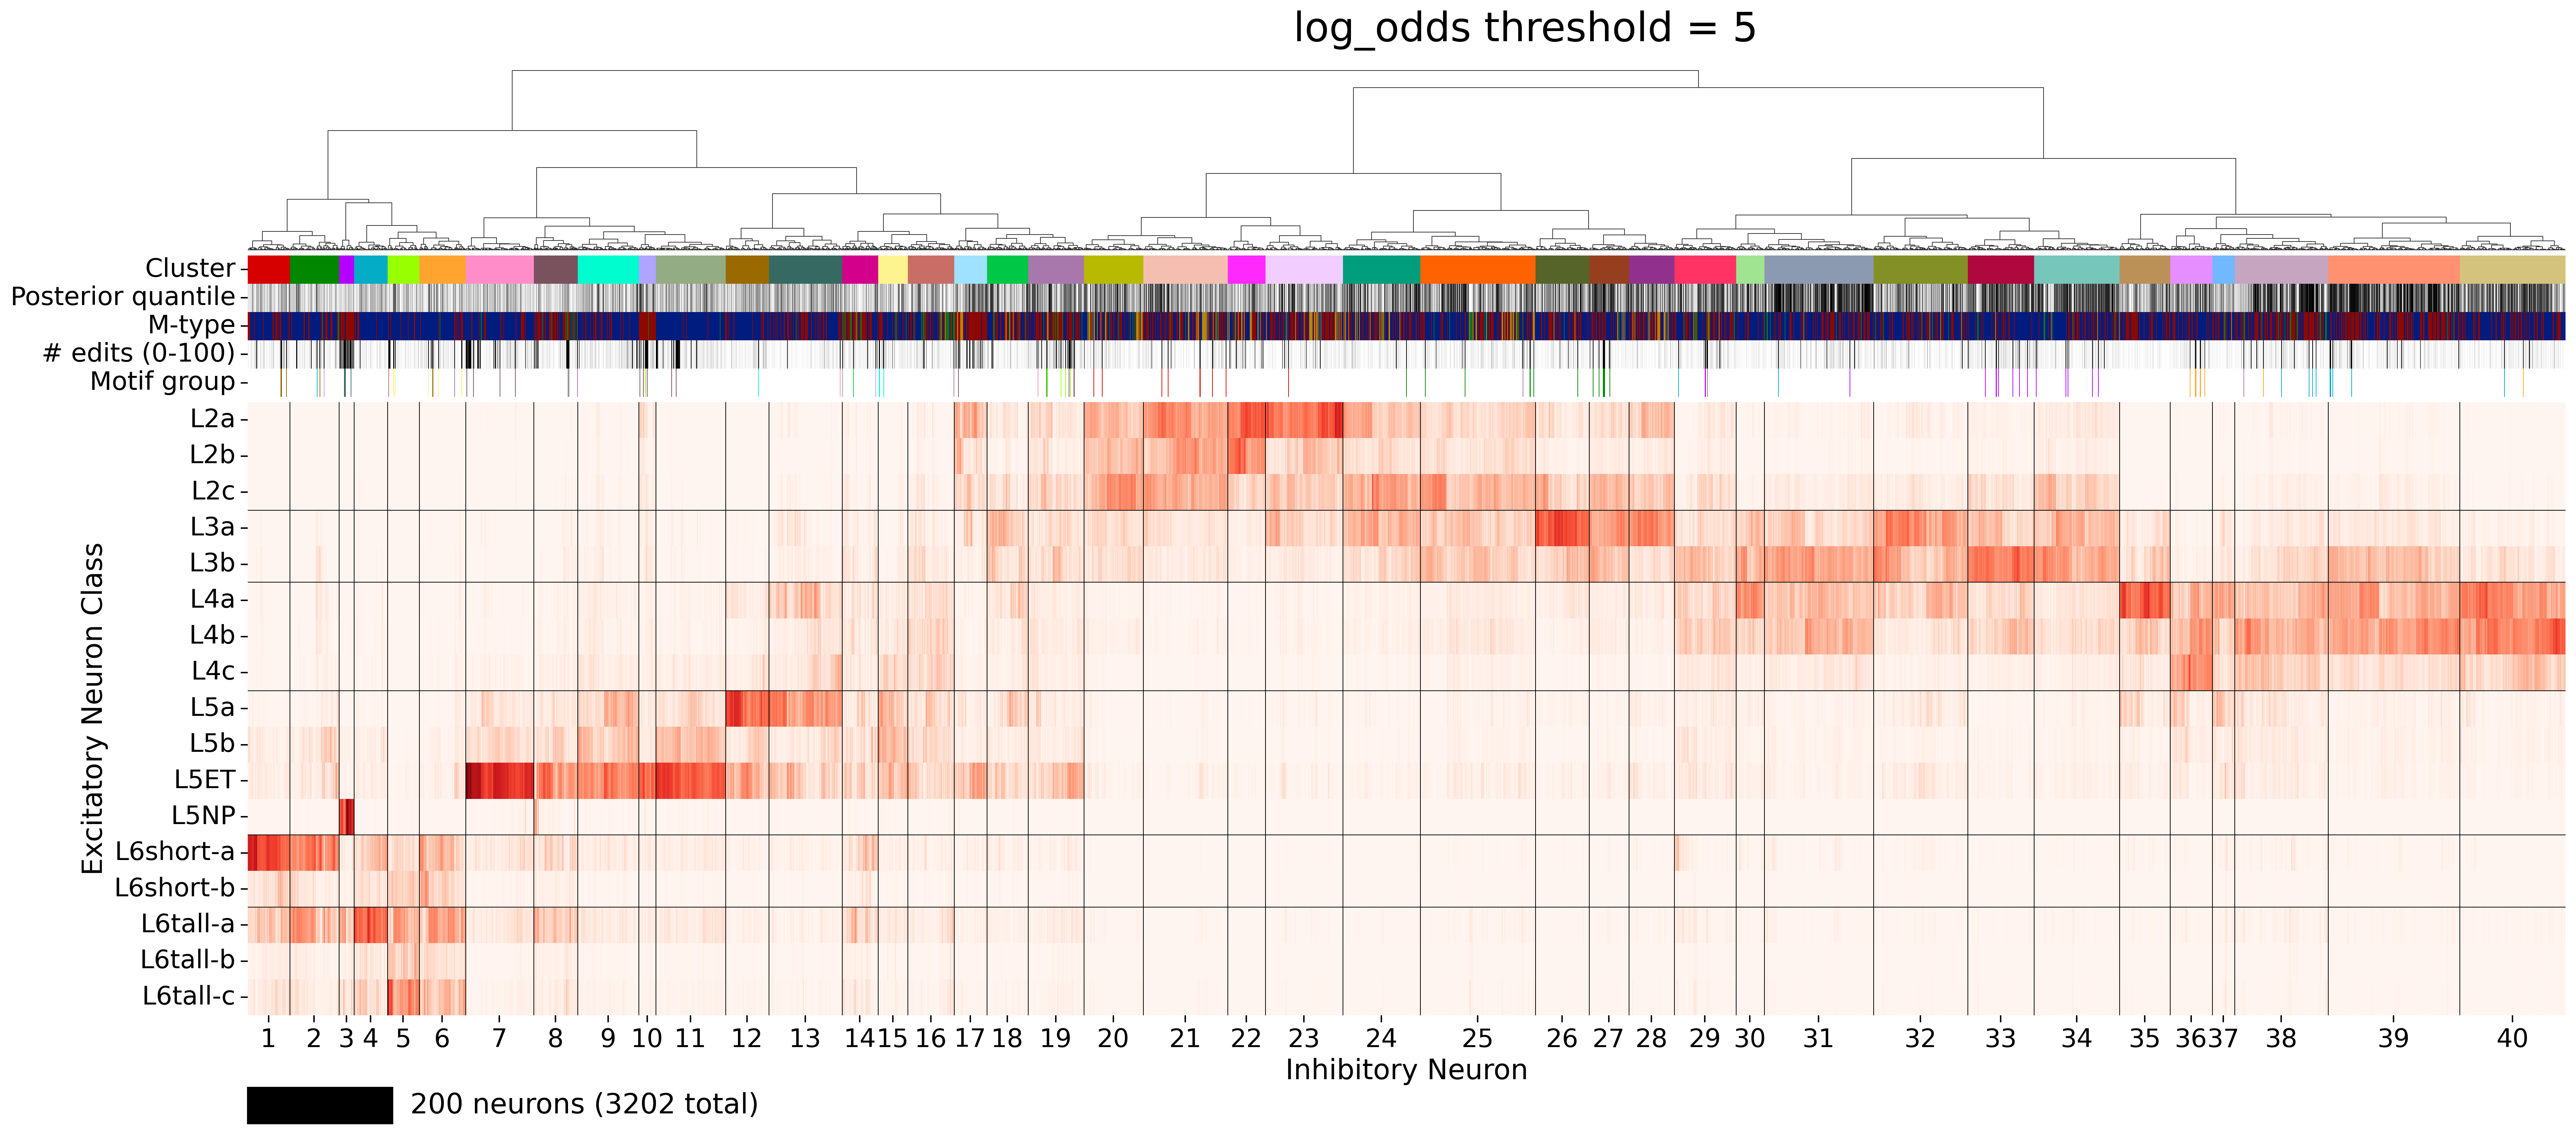 log_odds threshold = 5
Cluster
Posterior quantile
M-type
# edits (0-100)
Motif group
Excitatory Neuron Class
L2a
L2b
L2c
L3a
L3b
L4a
L4b
L4c
L5a
L5b
L5ET
L5NP
L6short-a
L6short-b
L6tall-a
L6tall-b
L6tall-c
1 2 3 4 5 6 7 8 9 10 11 12 13 14 15 16 17 18 19 20 21 22 23 24 25 26 27 28 29 30 31 32 33 34 35 36 37 38 39 40
Inhibitory Neuron
200 neurons (3202 total)